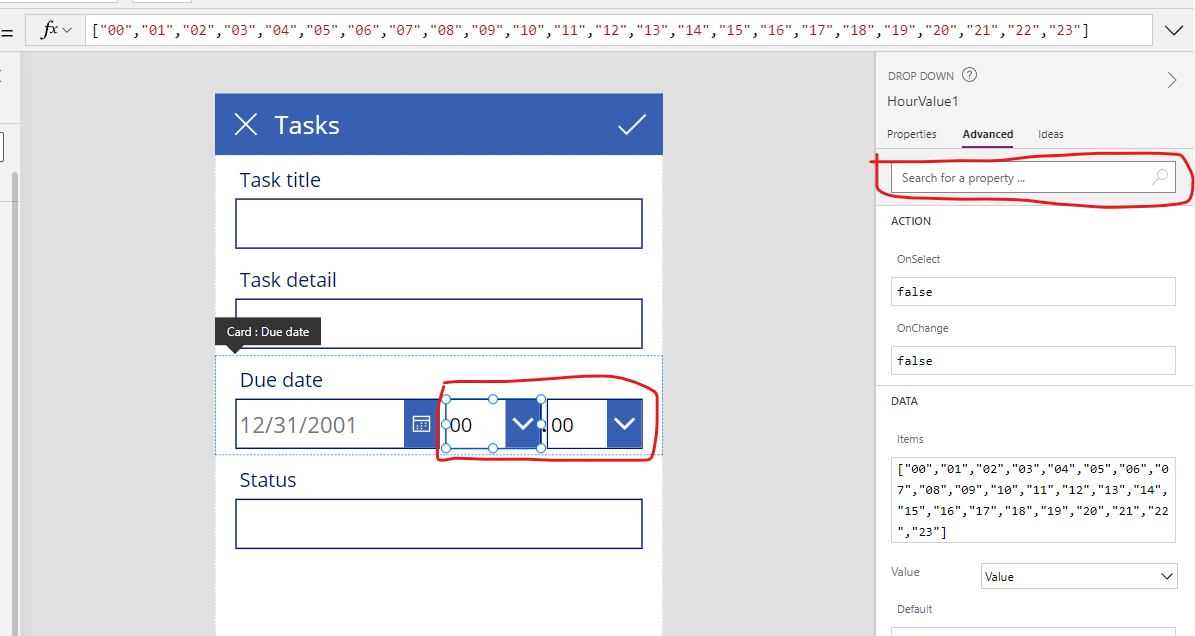 = fx ["00","01","02","03","04","05","06","07","08","09","10","11","12","13","14","15","16","17","18","19","20","21","22","23"]
Tasks
Task title
Task detail
Card : Due date
Due date
12/31/2001 00 : 00
Status
DROP DOWN ?
HourValue1
Properties Advanced Ideas
Search for a property ...
ACTION
OnSelect
false
OnChange
false
DATA
Items
["00","01","02","03","04","05","06","0
7","08","09","10","11","12","13","14",
"15","16","17","18","19","20","21","22
","23"]
Value Value
Default